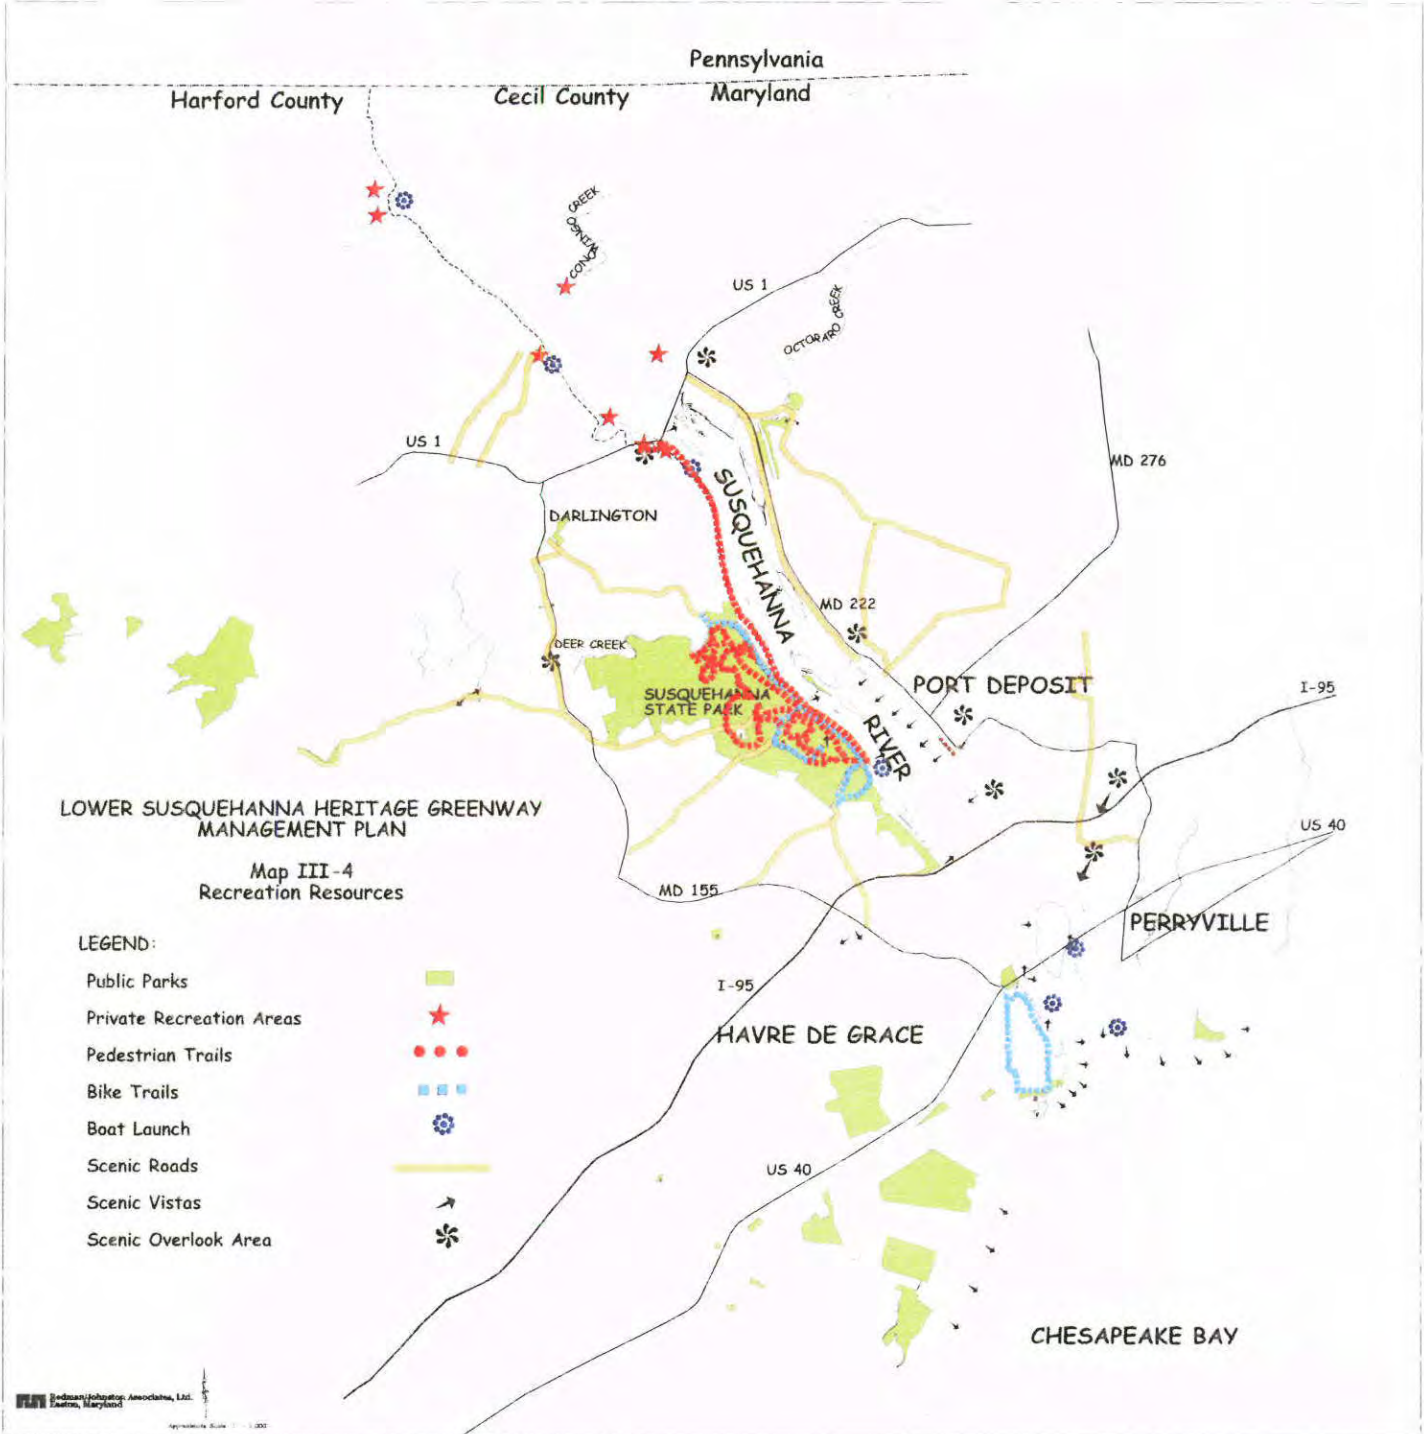 Pennsylvania
Harford County
Cecil County
Maryland
CONOWINGO CREEK
US 1
OCTORARO CREEK
US 1
MD 276
SUSQUEHANNA RIVER
DARLINGTON
MD 222
DEER CREEK
PORT DEPOSIT
SUSQUEHANNA
STATE PARK
I-95
LOWER SUSQUEHANNA HERITAGE GREENWAY
MANAGEMENT PLAN
US 40
Map III-4
Recreation Resources
MD 155
PERRYVILLE
LEGEND:
Public Parks
I-95
Private Recreation Areas
HAVRE DE GRACE
Pedestrian Trails
Bike Trails
Boat Launch
Scenic Roads
US 40
Scenic Vistas
Scenic Overlook Area
CHESAPEAKE BAY
Redman/Johnston Associates, Ltd.
Easton, Maryland